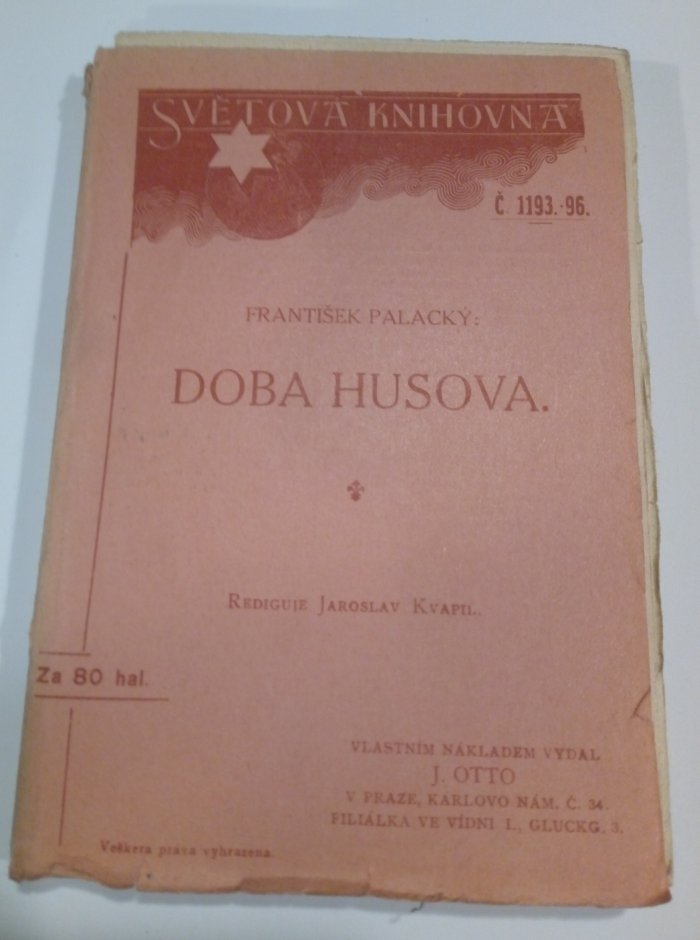 SVĚTOVÁ KNIHOVNA
Č. 1193.-96.
FRANTIŠEK PALACKÝ:
DOBA HUSOVA.
REDIGUJE JAROSLAV KVAPIL.
Za 80 hal.
VLASTNÍM NÁKLADEM VYDAL
J. OTTO
V PRAZE, KARLOVO NÁM. Č. 34.
FILIÁLKA VE VÍDNI I., GLUCKG. 3.
Veškera práva vyhrazena.